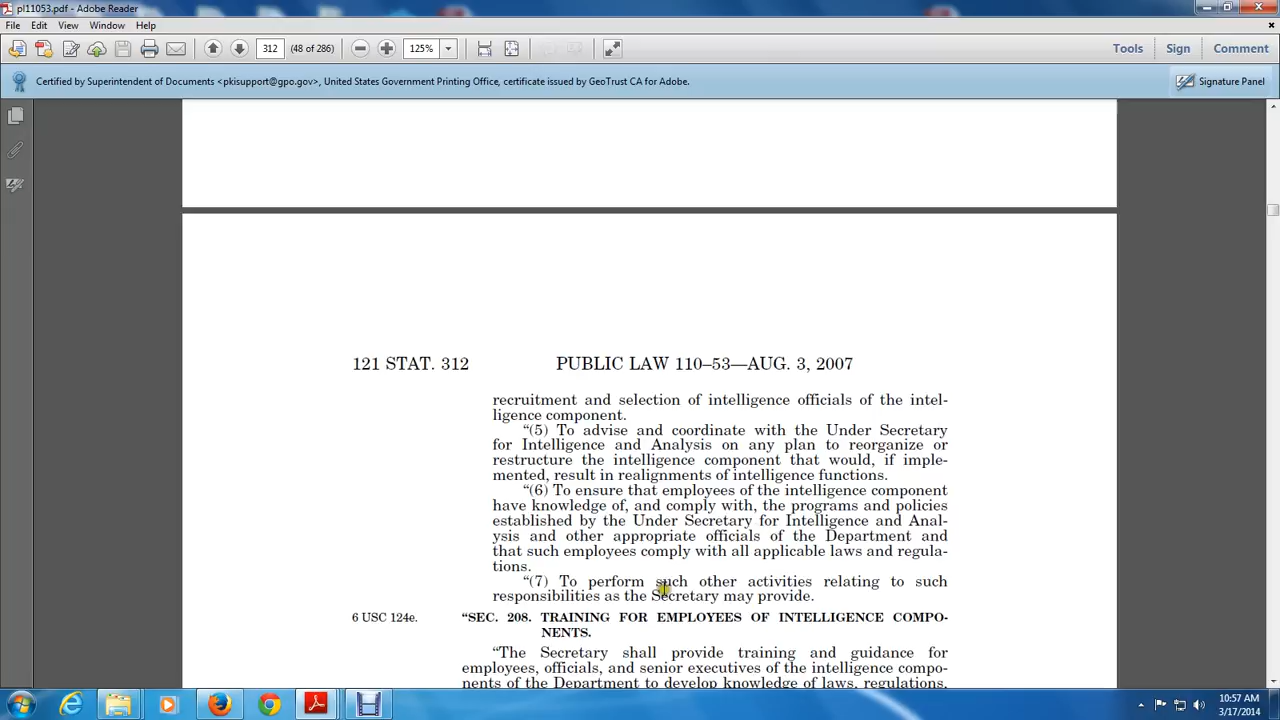 pl11053.pdf - Adobe Reader
File Edit View Window Help
312 (48 of 286) 125% Tools Sign Comment
Certified by Superintendent of Documents <pkisupport@gpo.gov>, United States Government Printing Office, certificate issued by GeoTrust CA for Adobe. Signature Panel
121 STAT. 312 PUBLIC LAW 110–53—AUG. 3, 2007
recruitment and selection of intelligence officials of the intel-
ligence component.
“(5) To advise and coordinate with the Under Secretary
for Intelligence and Analysis on any plan to reorganize or
restructure the intelligence component that would, if imple-
mented, result in realignments of intelligence functions.
“(6) To ensure that employees of the intelligence component
have knowledge of, and comply with, the programs and policies
established by the Under Secretary for Intelligence and Anal-
ysis and other appropriate officials of the Department and
that such employees comply with all applicable laws and regula-
tions.
“(7) To perform such other activities relating to such
responsibilities as the Secretary may provide.
6 USC 124e. “SEC. 208. TRAINING FOR EMPLOYEES OF INTELLIGENCE COMPO-
NENTS.
“The Secretary shall provide training and guidance for
employees, officials, and senior executives of the intelligence compo-
nents of the Department to develop knowledge of laws, regulations,
10:57 AM
3/17/2014